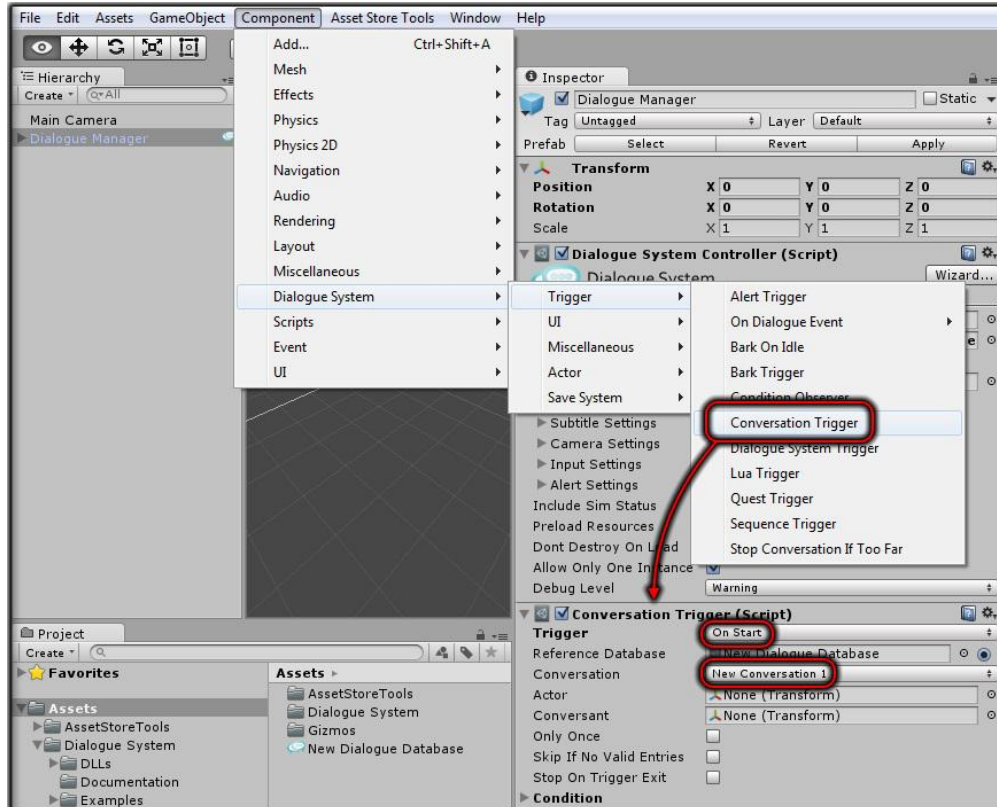 File Edit Assets GameObject Component Asset Store Tools Window Help
Add... Ctrl+Shift+A
Mesh
Effects
Physics
Physics 2D
Navigation
Audio
Rendering
Layout
Miscellaneous
Dialogue System
Scripts
Event
UI
Trigger
UI
Miscellaneous
Actor
Save System
Alert Trigger
On Dialogue Event
Bark On Idle
Bark Trigger
Condition Observer
Conversation Trigger
Dialogue System Trigger
Lua Trigger
Quest Trigger
Sequence Trigger
Stop Conversation If Too Far
Hierarchy
Create All
Main Camera
Dialogue Manager
Inspector
Dialogue Manager Static
Tag Untagged Layer Default
Prefab Select Revert Apply
Transform
Position X 0 Y 0 Z 0
Rotation X 0 Y 0 Z 0
Scale X 1 Y 1 Z 1
Dialogue System Controller (Script)
Dialogue System Wizard...
Subtitle Settings
Camera Settings
Input Settings
Alert Settings
Include Sim Status
Preload Resources
Dont Destroy On Load
Allow Only One Instance
Debug Level Warning
Conversation Trigger (Script)
Trigger On Start
Reference Database New Dialogue Database
Conversation New Conversation 1
Actor None (Transform)
Conversant None (Transform)
Only Once
Skip If No Valid Entries
Stop On Trigger Exit
Condition
Project
Create
Favorites
Assets
AssetStoreTools
Dialogue System
DLLs
Documentation
Examples
Assets
AssetStoreTools
Dialogue System
Gizmos
New Dialogue Database